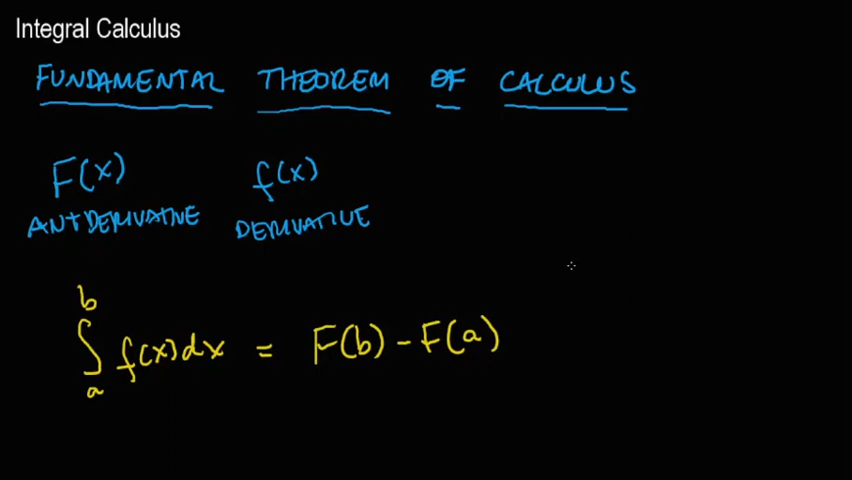 Integral Calculus
FUNDAMENTAL THEOREM OF CALCULUS
F(x) f(x)
ANTIDERIVATIVE DERIVATIVE
∫ₐᵇ f(x)dx = F(b) - F(a)